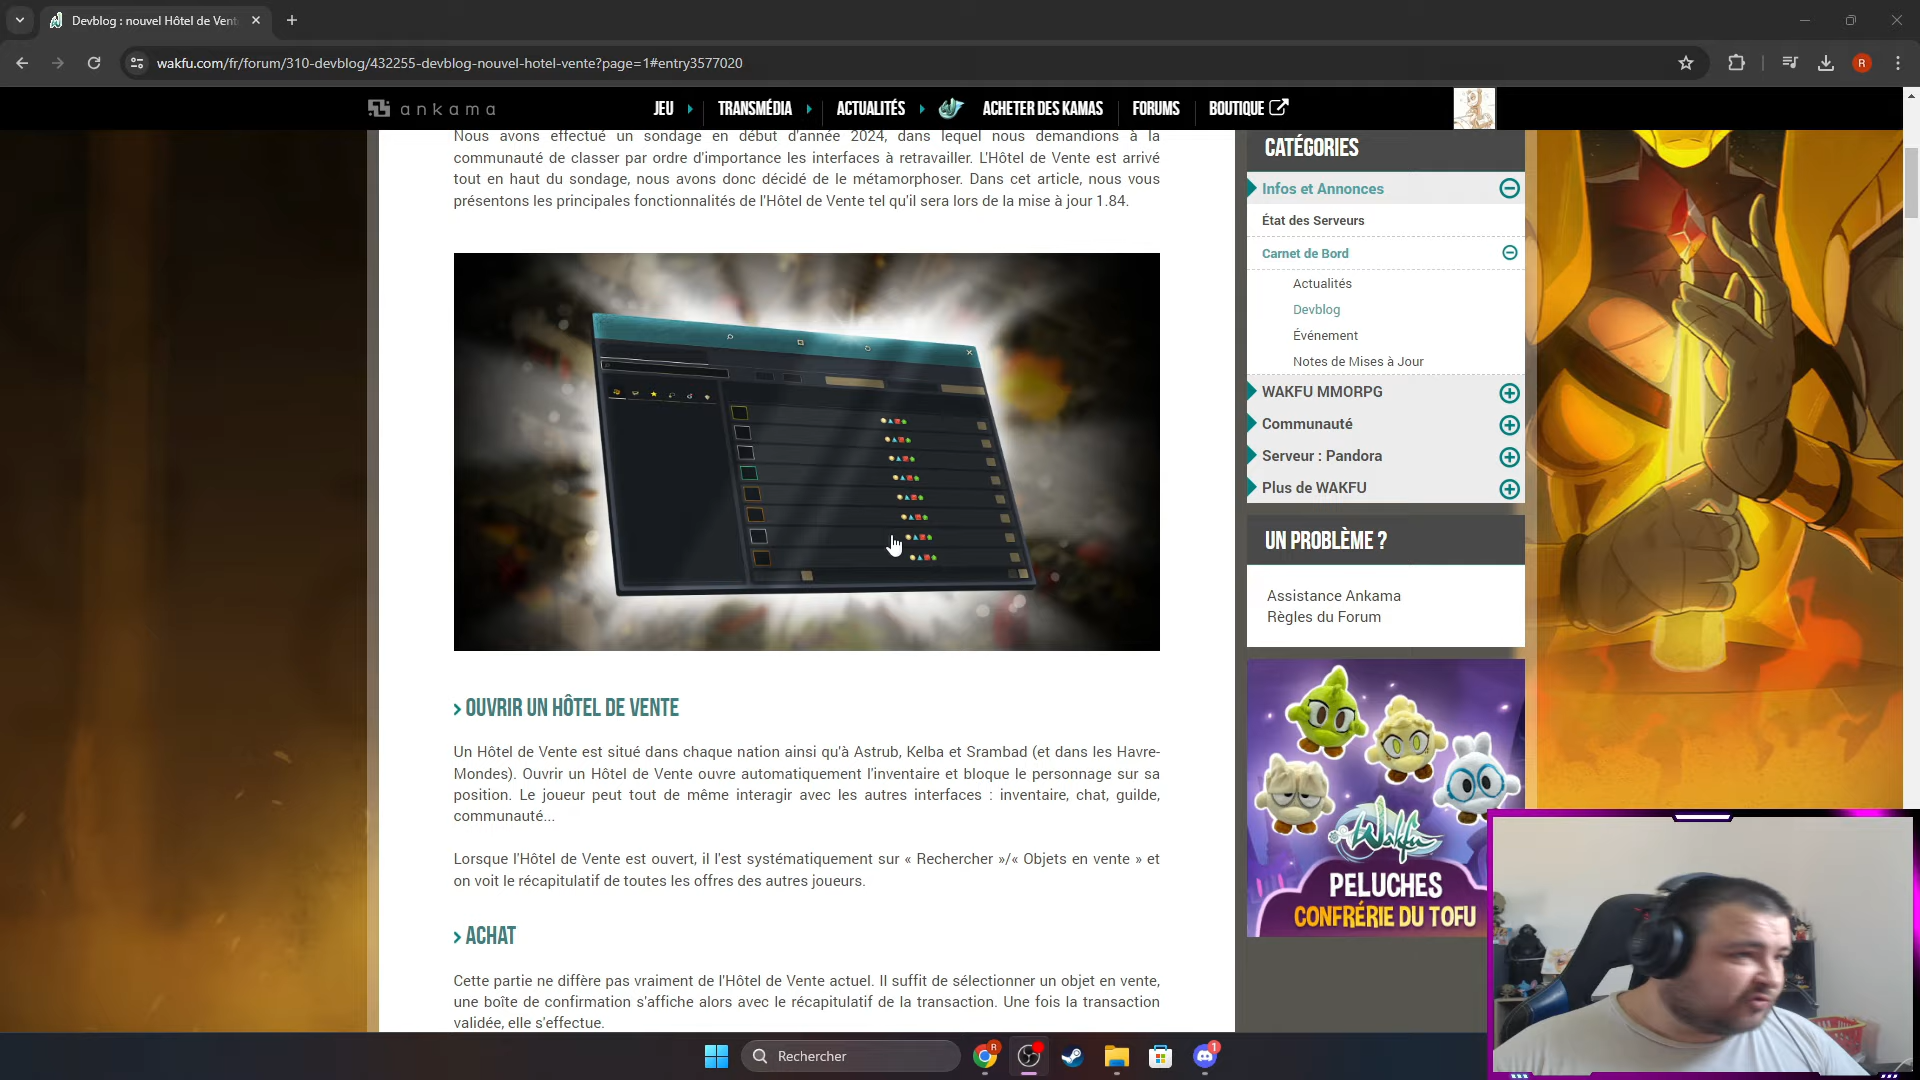 Devblog : nouvel Hôtel de Vent
wakfu.com/fr/forum/310-devblog/432255-devblog-nouvel-hotel-vente?page=1#entry3577020
R
ankama
JEU
TRANSMÉDIA
ACTUALITÉS
ACHETER DES KAMAS
FORUMS
BOUTIQUE
Nous avons effectué un sondage en début d'année 2024, dans lequel nous demandions à la
communauté de classer par ordre d'importance les interfaces à retravailler. L'Hôtel de Vente est arrivé
tout en haut du sondage, nous avons donc décidé de le métamorphoser. Dans cet article, nous vous
présentons les principales fonctionnalités de l'Hôtel de Vente tel qu'il sera lors de la mise à jour 1.84.
OUVRIR UN HÔTEL DE VENTE
Un Hôtel de Vente est situé dans chaque nation ainsi qu'à Astrub, Kelba et Srambad (et dans les Havre-
Mondes). Ouvrir un Hôtel de Vente ouvre automatiquement l'inventaire et bloque le personnage sur sa
position. Le joueur peut tout de même interagir avec les autres interfaces : inventaire, chat, guilde,
communauté...
Lorsque l'Hôtel de Vente est ouvert, il l'est systématiquement sur « Rechercher »/« Objets en vente » et
on voit le récapitulatif de toutes les offres des autres joueurs.
ACHAT
Cette partie ne diffère pas vraiment de l'Hôtel de Vente actuel. Il suffit de sélectionner un objet en vente,
une boîte de confirmation s'affiche alors avec le récapitulatif de la transaction. Une fois la transaction
validée, elle s'effectue.
CATÉGORIES
Infos et Annonces
État des Serveurs
Carnet de Bord
Actualités
Devblog
Événement
Notes de Mises à Jour
WAKFU MMORPG
Communauté
Serveur : Pandora
Plus de WAKFU
UN PROBLÈME ?
Assistance Ankama
Règles du Forum
Wakfu
PELUCHES
CONFRÉRIE DU TOFU
Rechercher
R
1